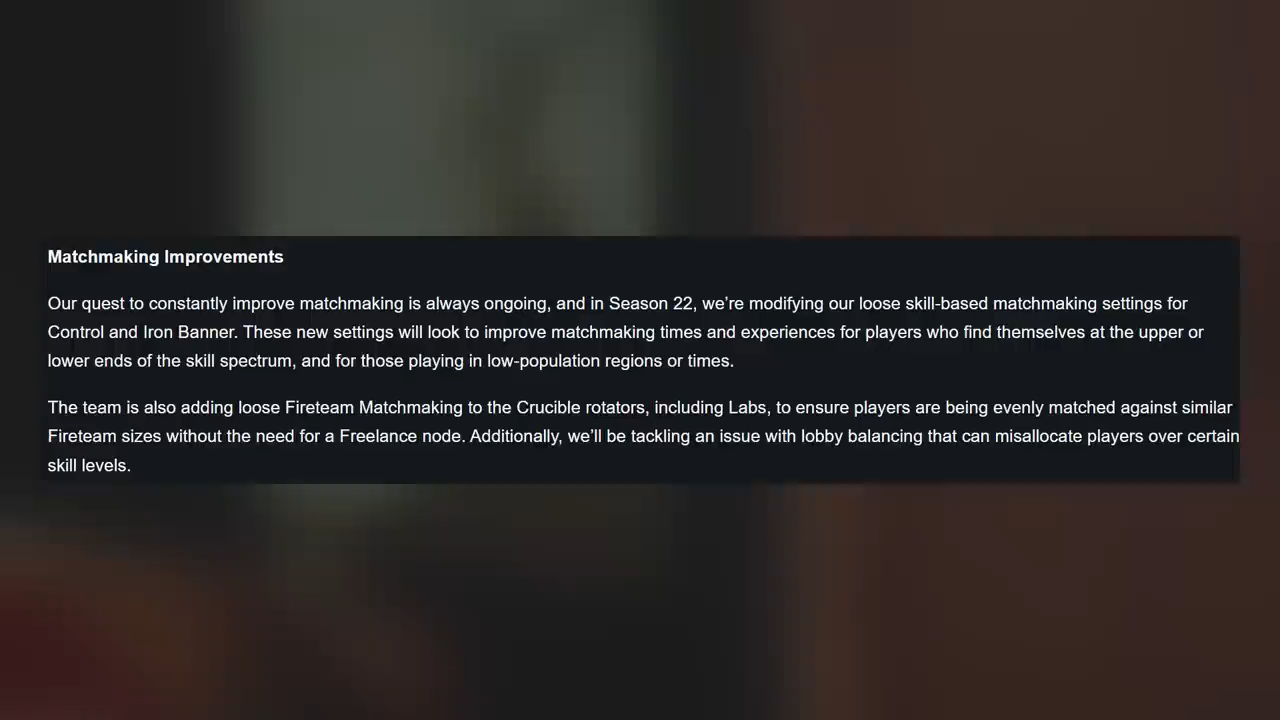 Matchmaking Improvements
Our quest to constantly improve matchmaking is always ongoing, and in Season 22, we're modifying our loose skill-based matchmaking settings for
Control and Iron Banner. These new settings will look to improve matchmaking times and experiences for players who find themselves at the upper or
lower ends of the skill spectrum, and for those playing in low-population regions or times.
The team is also adding loose Fireteam Matchmaking to the Crucible rotators, including Labs, to ensure players are being evenly matched against similar
Fireteam sizes without the need for a Freelance node. Additionally, we'll be tackling an issue with lobby balancing that can misallocate players over certain
skill levels.